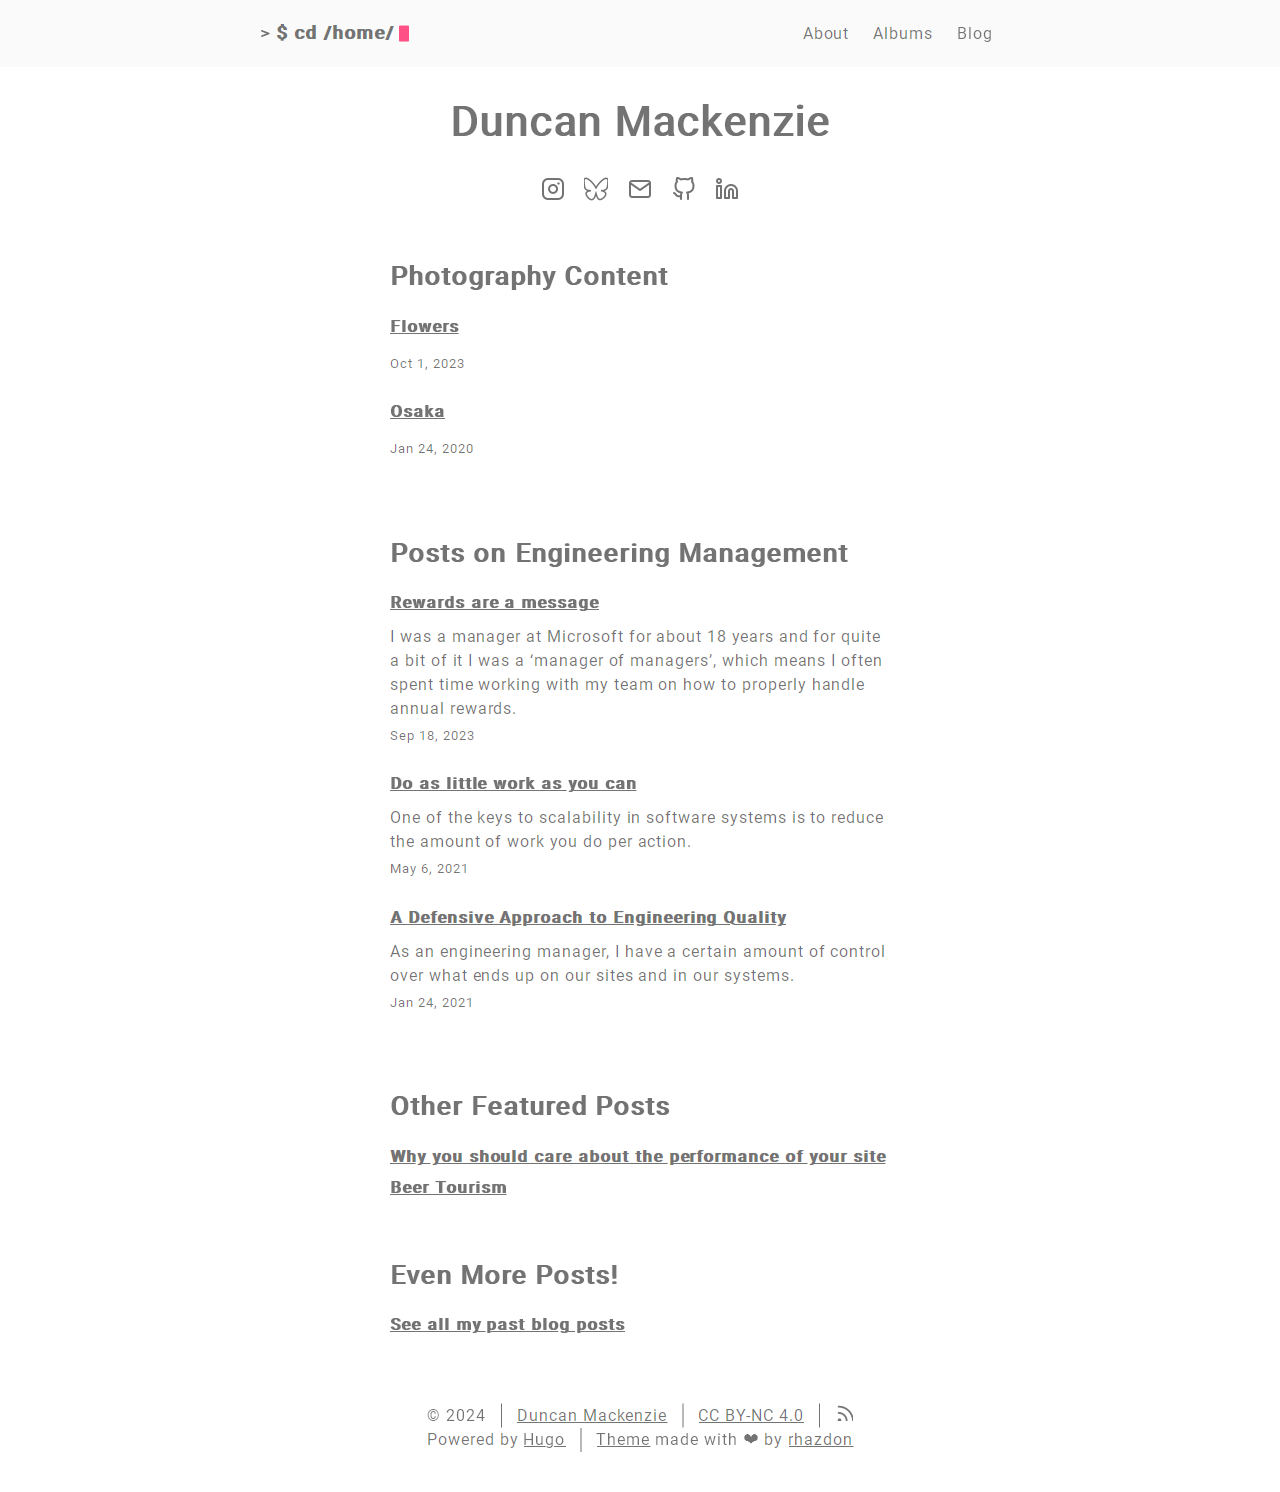 > $ cd /home/
About Albums Blog
Duncan Mackenzie
Photography Content
Flowers
Oct 1, 2023
Osaka
Jan 24, 2020
Posts on Engineering Management
Rewards are a message
I was a manager at Microsoft for about 18 years and for quite
a bit of it I was a ‘manager of managers’, which means I often
spent time working with my team on how to properly handle
annual rewards.
Sep 18, 2023
Do as little work as you can
One of the keys to scalability in software systems is to reduce
the amount of work you do per action.
May 6, 2021
A Defensive Approach to Engineering Quality
As an engineering manager, I have a certain amount of control
over what ends up on our sites and in our systems.
Jan 24, 2021
Other Featured Posts
Why you should care about the performance of your site
Beer Tourism
Even More Posts!
See all my past blog posts
© 2024 | Duncan Mackenzie | CC BY-NC 4.0 |
Powered by Hugo | Theme made with ❤ by rhazdon